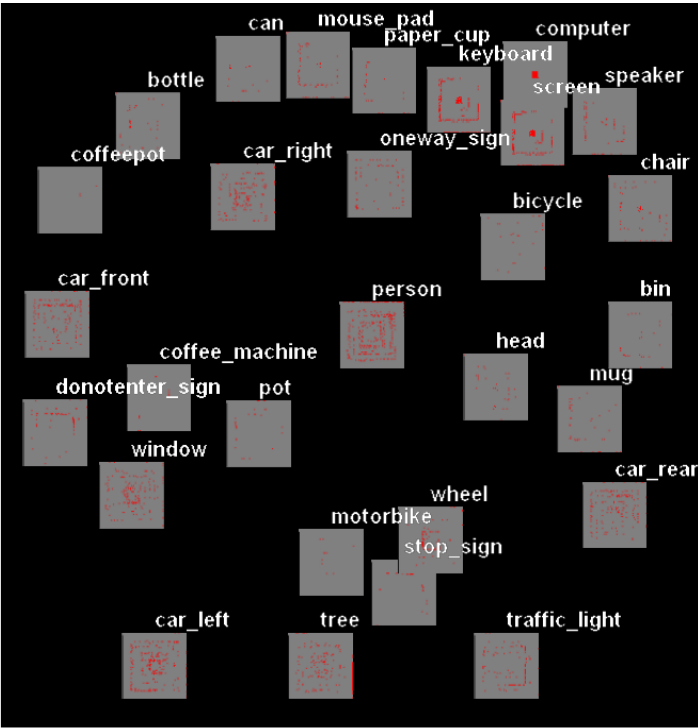 mouse_pad
can
computer
paper_cup
keyboard
speaker
bottle
screen
oneway_sign
coffeepot
car_right
chair
bicycle
car_front
person
bin
head
coffee_machine
mug
donotenter_sign
pot
window
car_rear
wheel
motorbike
stop_sign
car_left
tree
traffic_light